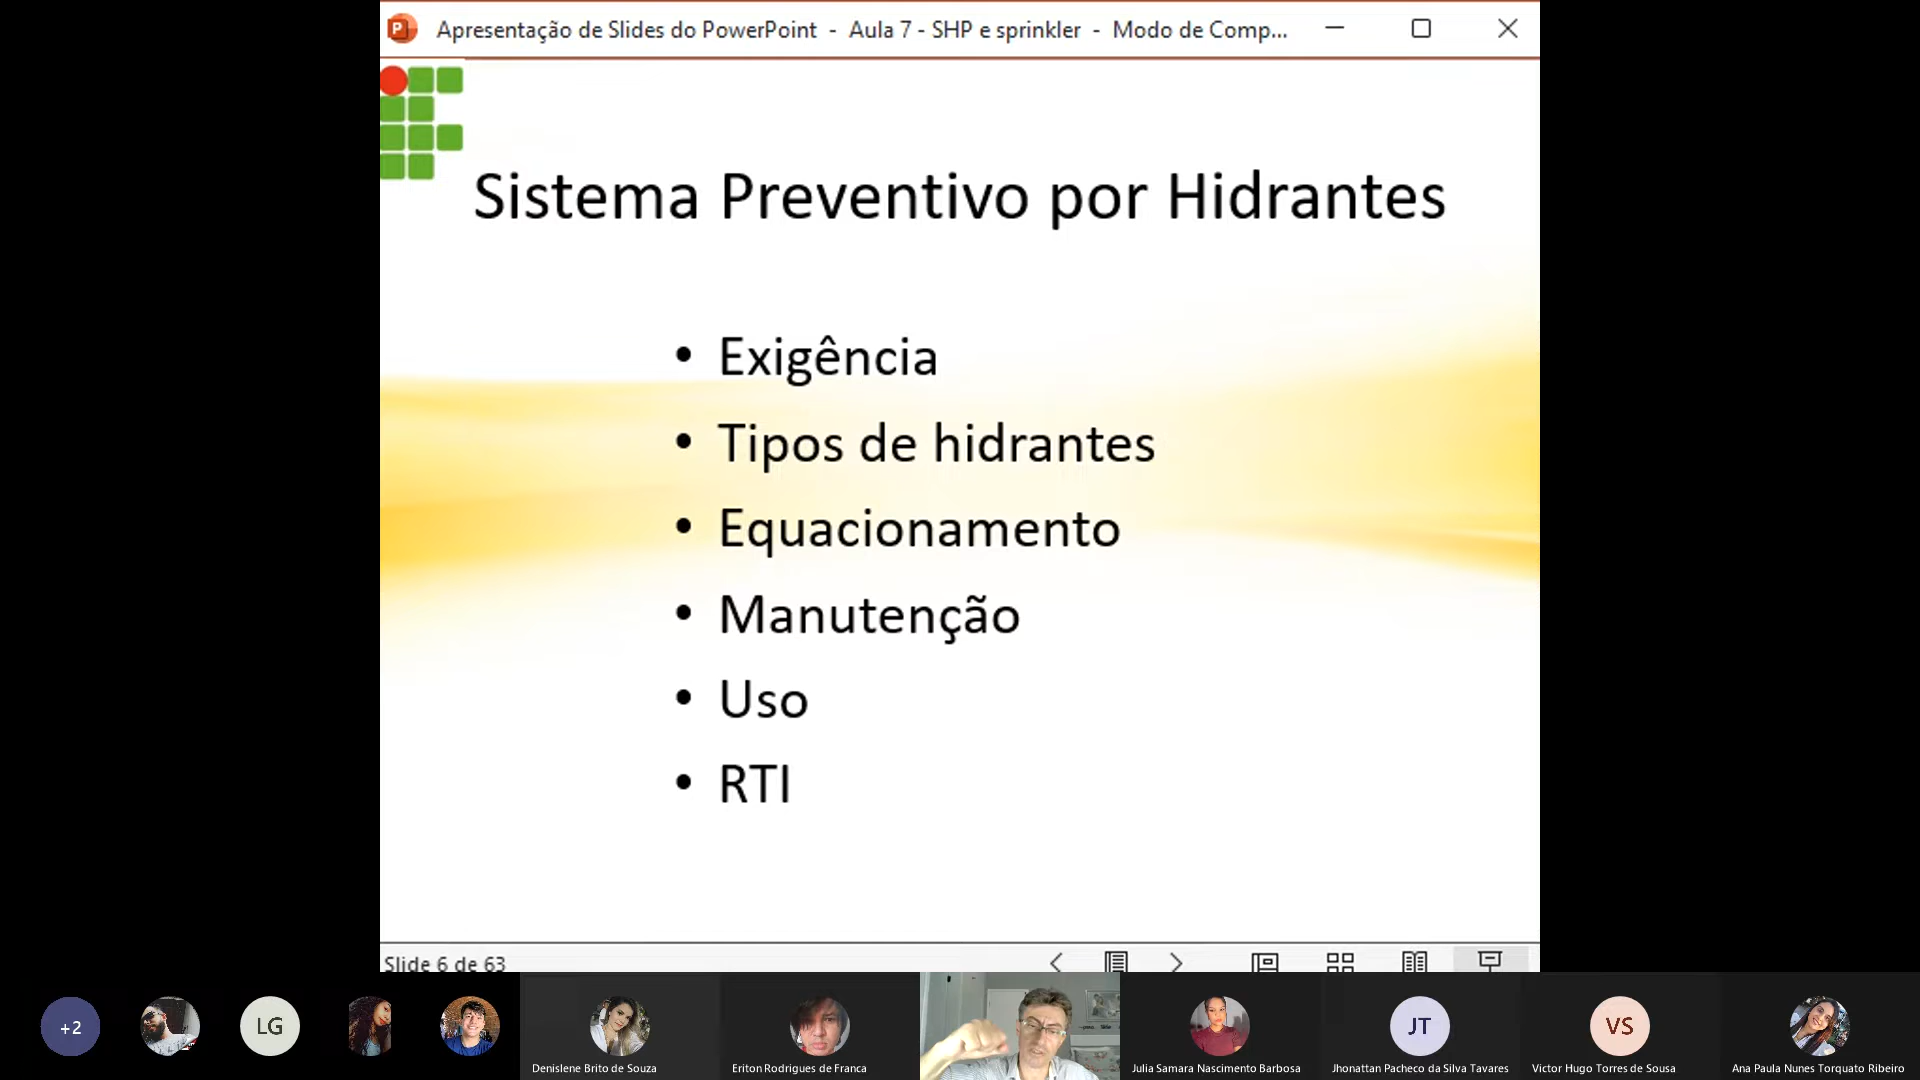 Apresentação de Slides do PowerPoint - Aula 7 - SHP e sprinkler - Modo de Comp...
Sistema Preventivo por Hidrantes
• Exigência
• Tipos de hidrantes
• Equacionamento
• Manutenção
• Uso
• RTI
Slide 6 de 63
+2
LG
JT
VS
Denislene Brito de Souza
Eriton Rodrigues de Franca
Julia Samara Nascimento Barbosa
Jhonattan Pacheco da Silva Tavares
Victor Hugo Torres de Sousa
Ana Paula Nunes Torquato Ribeiro